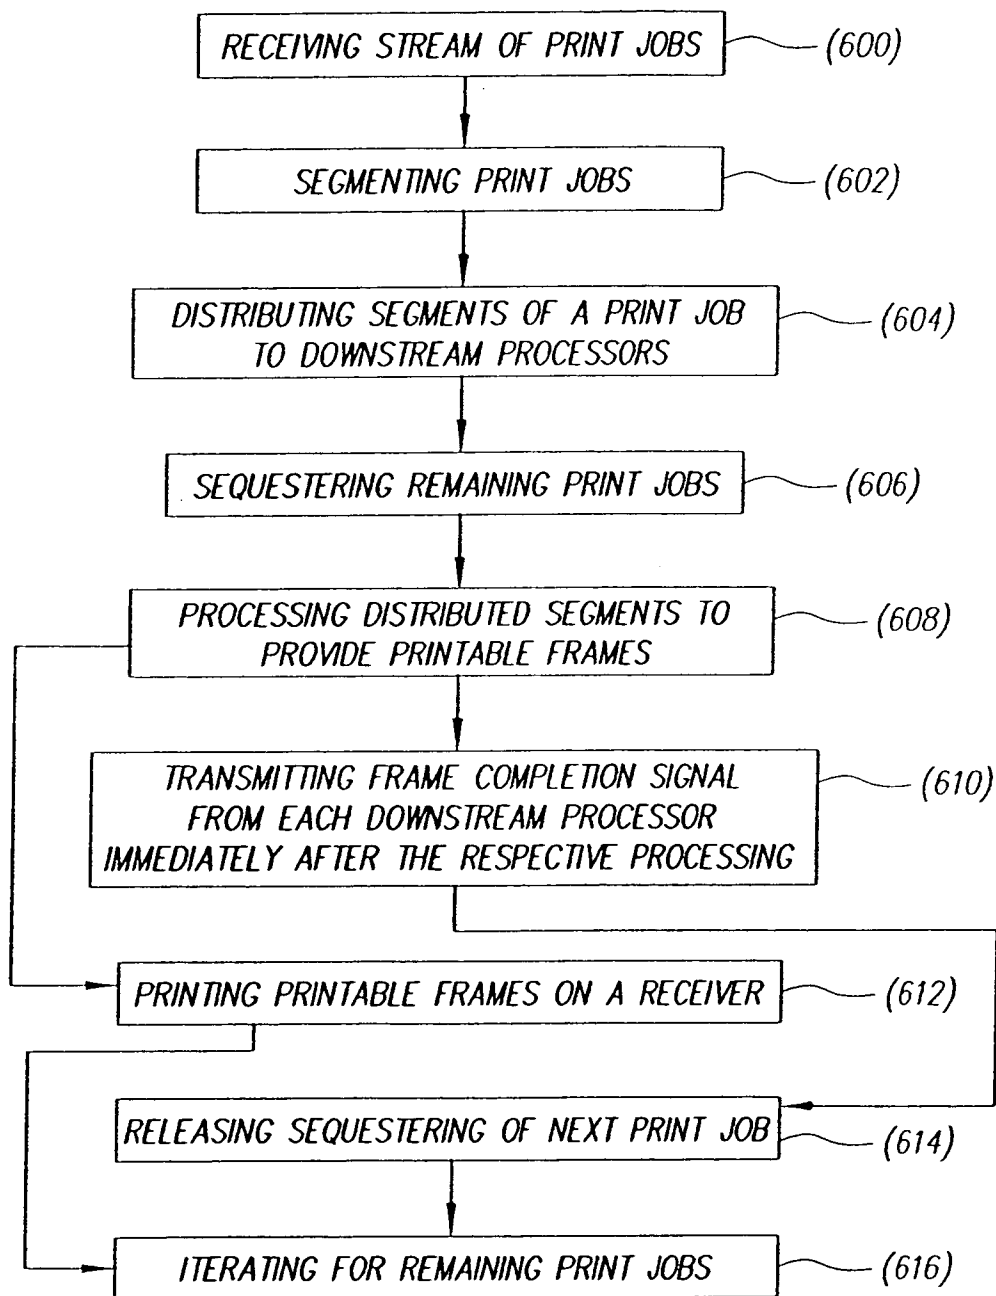 RECEIVING STREAM OF PRINT JOBS (600)
SEGMENTING PRINT JOBS (602)
DISTRIBUTING SEGMENTS OF A PRINT JOB
TO DOWNSTREAM PROCESSORS
(604)
SEQUESTERING REMAINING PRINT JOBS (606)
PROCESSING DISTRIBUTED SEGMENTS TO
PROVIDE PRINTABLE FRAMES
(608)
TRANSMITTING FRAME COMPLETION SIGNAL
FROM EACH DOWNSTREAM PROCESSOR
IMMEDIATELY AFTER THE RESPECTIVE PROCESSING
(610)
PRINTING PRINTABLE FRAMES ON A RECEIVER (612)
RELEASING SEQUESTERING OF NEXT PRINT JOB (614)
ITERATING FOR REMAINING PRINT JOBS (616)